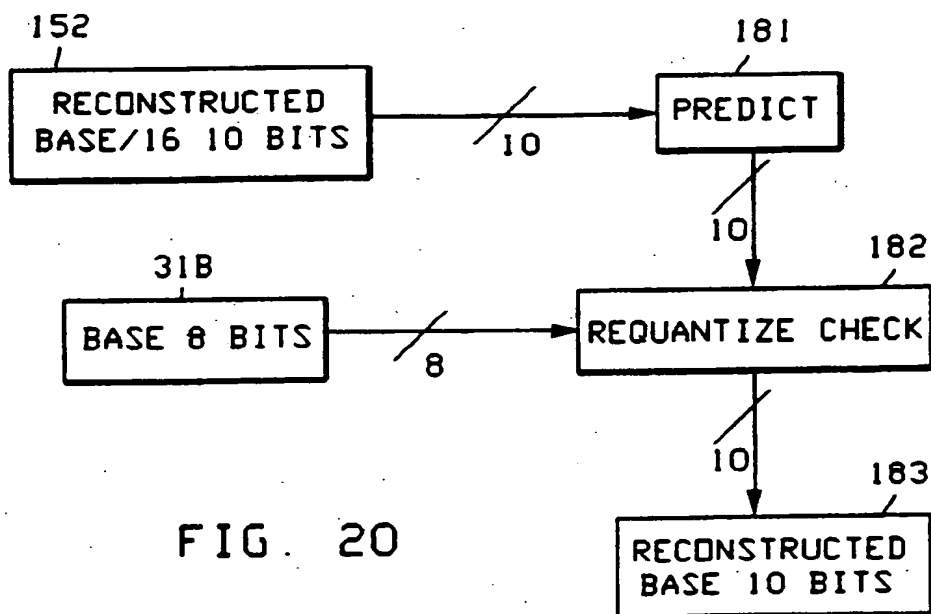 152
RECONSTRUCTED
BASE/16 10 BITS
10
181
PREDICT
10
31B
BASE 8 BITS
8
182
REQUANTIZE CHECK
10
183
RECONSTRUCTED
BASE 10 BITS
FIG. 20